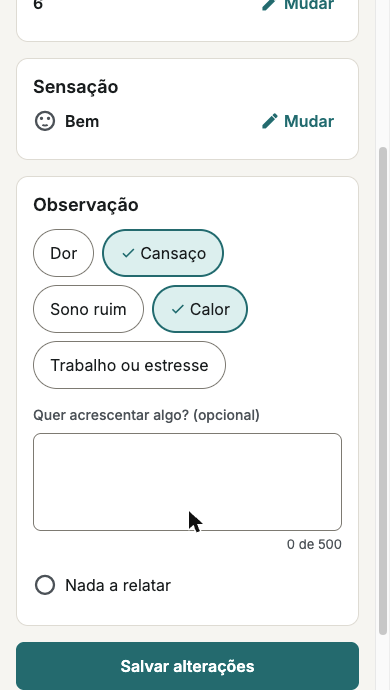 6
Mudar
Sensação
Bem
Mudar
Observação
Dor
Cansaço
Sono ruim
Calor
Trabalho ou estresse
Quer acrescentar algo? (opcional)
0 de 500
Nada a relatar
Salvar alterações